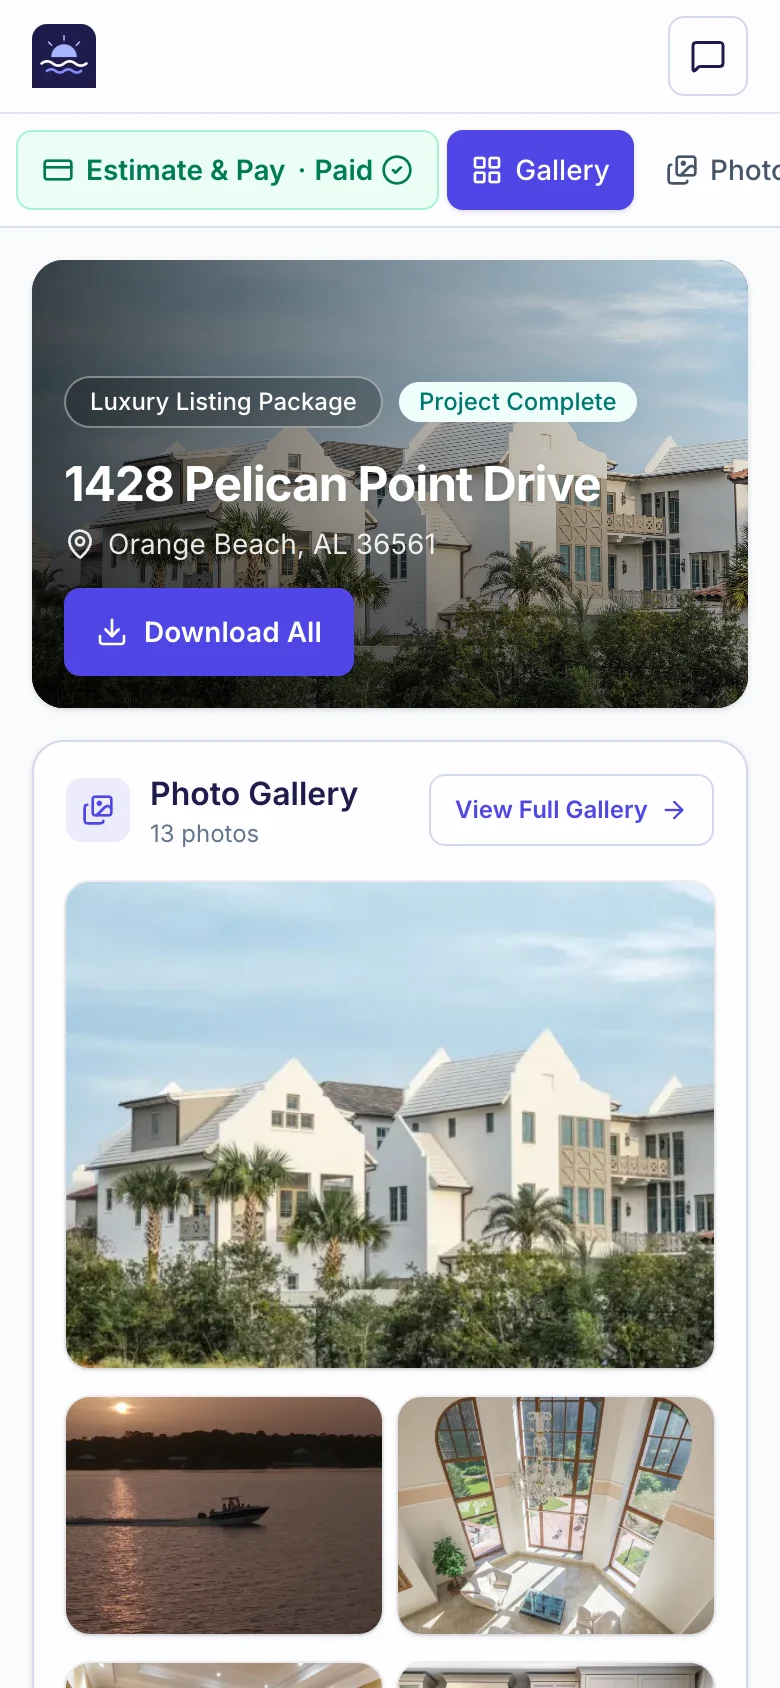 Estimate & Pay · Paid
Gallery
Photo
Luxury Listing Package
Project Complete
1428 Pelican Point Drive
Orange Beach, AL 36561
Download All
Photo Gallery
13 photos
View Full Gallery